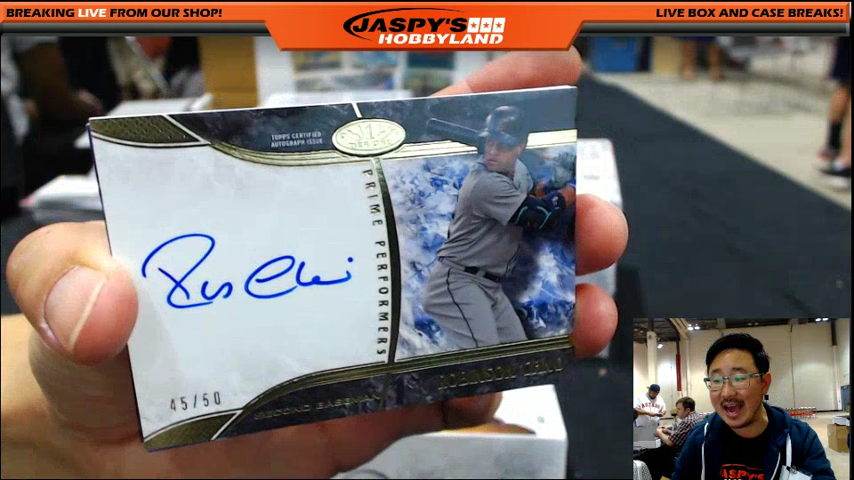 BREAKING LIVE FROM OUR SHOP!
JASPY'S
HOBBYLAND
LIVE BOX AND CASE BREAKS!
TOPPS CERTIFIED
AUTOGRAPH ISSUE
PRIME PERFORMERS
45/50
SECOND BASEMAN
ROBINSON CANO
JASPY'S